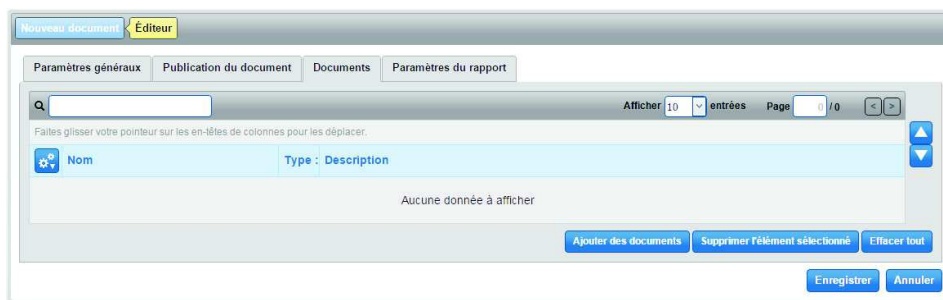 Nouveau document Éditeur
Paramètres généraux Publication du document Documents Paramètres du rapport
Afficher 10 entrées Page 0 / 0 < >
Faites glisser votre pointeur sur les en-têtes de colonnes pour les déplacer.
Nom Type : Description
Aucune donnée à afficher
Ajouter des documents Supprimer l'élément sélectionné Effacer tout
Enregistrer Annuler